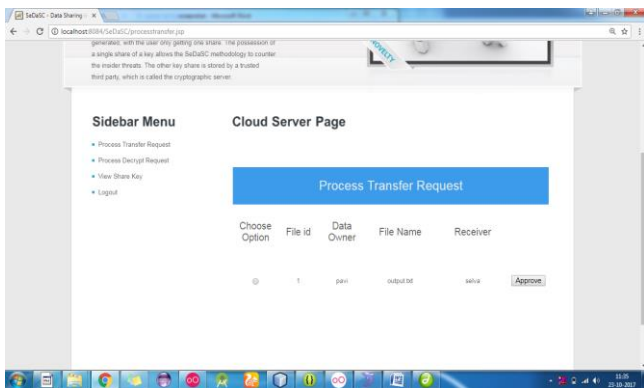 SeDaSC - Data Sharing
localhost:8084/SeDaSC/processtransfer.jsp
generated, with the user only getting one share. The possession of
a single share of a key allows the SeDaSC methodology to counter
the insider threats. The other key share is stored by a trusted
third party, which is called the cryptographic server.
NOVELTY
Sidebar Menu
Process Transfer Request
Process Decrypt Request
View Share Key
Logout
Cloud Server Page
Process Transfer Request
Choose Option File id Data Owner File Name Receiver
1 pavi output.txt selva Approve
11:35
23-10-2017